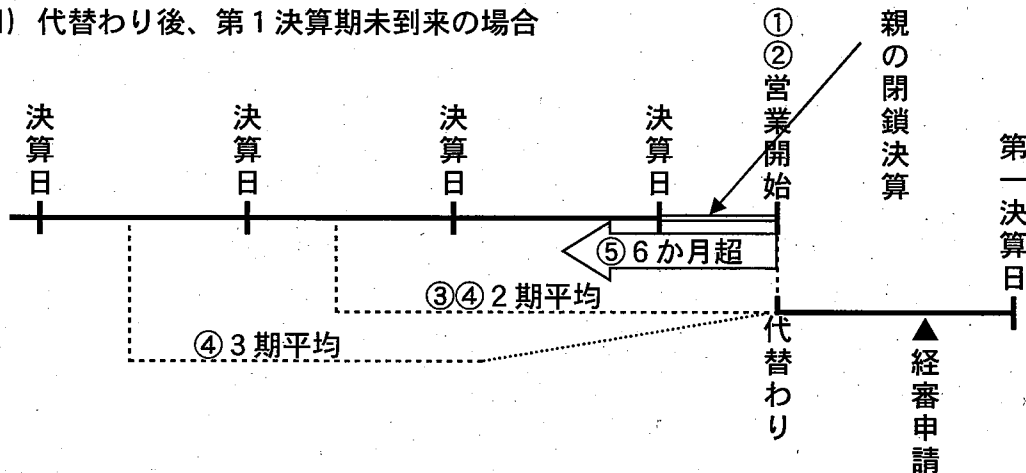 ) 代替わり後、第1決算期未到来の場合
決算日
決算日
決算日
決算日
①②営業開始
親の閉鎖決算
第一決算日
⑤6か月超
③④2期平均
④3期平均
代替わり
▲経審申請